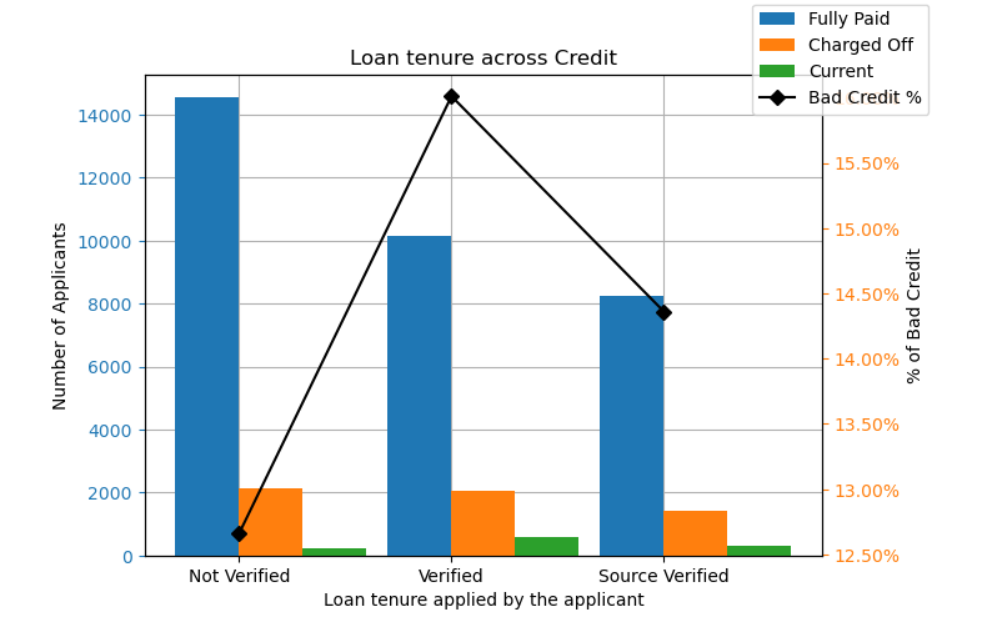 Fully Paid
Charged Off
Current
Bad Credit %
Loan tenure across Credit
14000
12000
10000
8000
6000
4000
2000
0
Number of Applicants
15.50%
15.00%
14.50%
14.00%
13.50%
13.00%
12.50%
% of Bad Credit
Not Verified
Verified
Source Verified
Loan tenure applied by the applicant